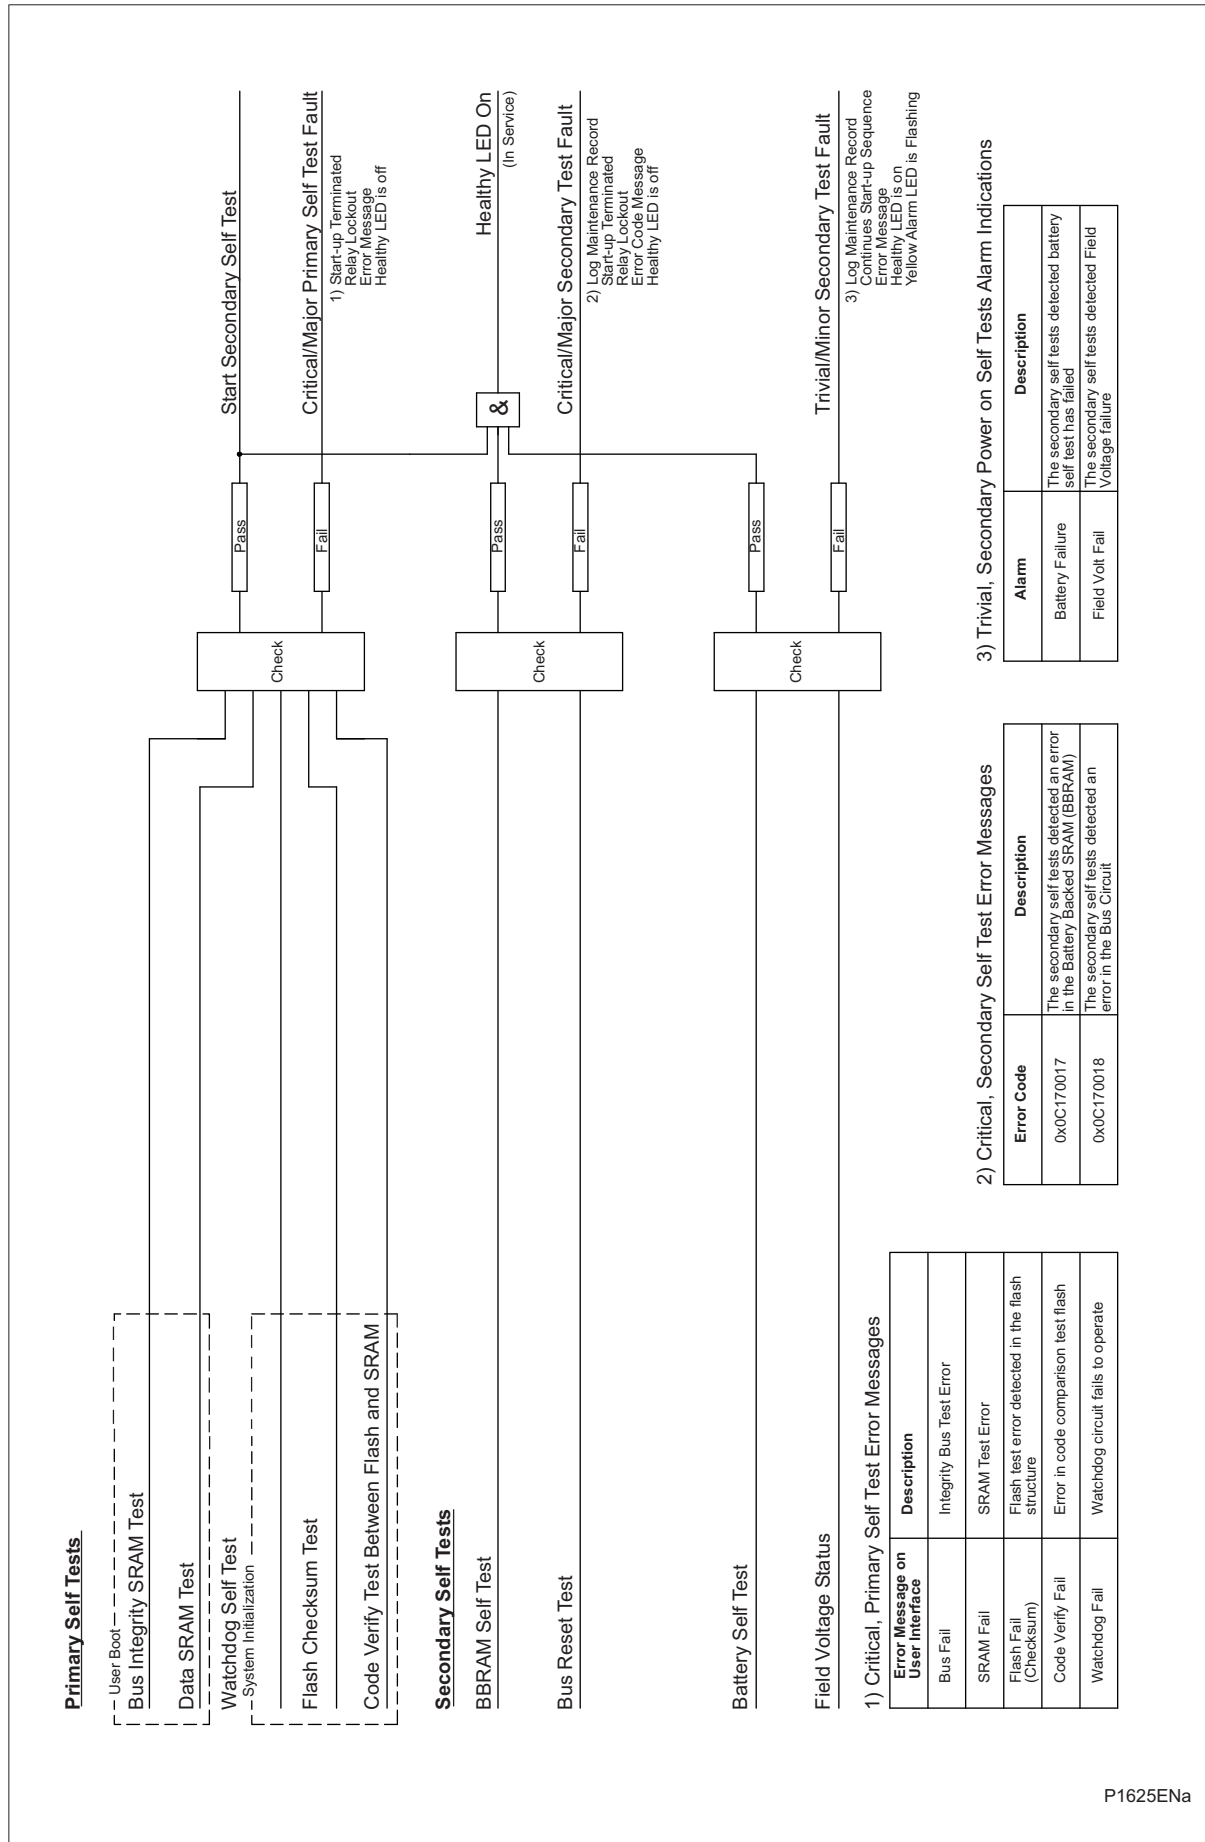 Primary Self Tests
User Boot
Bus Integrity SRAM Test
Data SRAM Test
Watchdog Self Test
System Initialization
Flash Checksum Test
Code Verify Test Between Flash and SRAM
Check
Pass
Fail
Start Secondary Self Test
Critical/Major Primary Self Test Fault
1) Start-up Terminated
Relay Lockout
Error Message
Healthy LED is off
Secondary Self Tests
BBRAM Self Test
Bus Reset Test
Check
Pass
Fail
&
Healthy LED On
(In Service)
Critical/Major Secondary Test Fault
2) Log Maintenance Record
Start-up Terminated
Relay Lockout
Error Code Message
Healthy LED is off
Battery Self Test
Field Voltage Status
Check
Pass
Fail
Trivial/Minor Secondary Test Fault
3) Log Maintenance Record
Continues Start-up Sequence
Error Message
Healthy LED is on
Yellow Alarm LED is Flashing
1) Critical, Primary Self Test Error Messages
Error Message on
User Interface
Description
Bus Fail
Integrity Bus Test Error
SRAM Fail
SRAM Test Error
Flash Fail
(Checksum)
Flash test error detected in the flash
structure
Code Verify Fail
Error in code comparison test flash
Watchdog Fail
Watchdog circuit fails to operate
2) Critical, Secondary Self Test Error Messages
Error Code
Description
0x0C170017
The secondary self tests detected an error
in the Battery Backed SRAM (BBRAM)
0x0C170018
The secondary self tests detected an
error in the Bus Circuit
3) Trivial, Secondary Power on Self Tests Alarm Indications
Alarm
Description
Battery Failure
The secondary self tests detected battery
self test has failed
Field Volt Fail
The secondary self tests detected Field
Voltage failure
P1625ENa